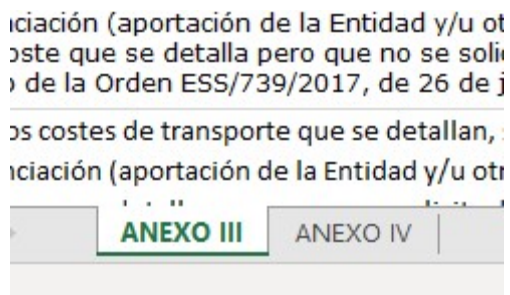 ciación (aportación de la Entidad y/u ot
oste que se detalla pero que no se soli
de la Orden ESS/739/2017, de 26 de j
os costes de transporte que se detallan,
nciación (aportación de la Entidad y/u otr
ANEXO III ANEXO IV